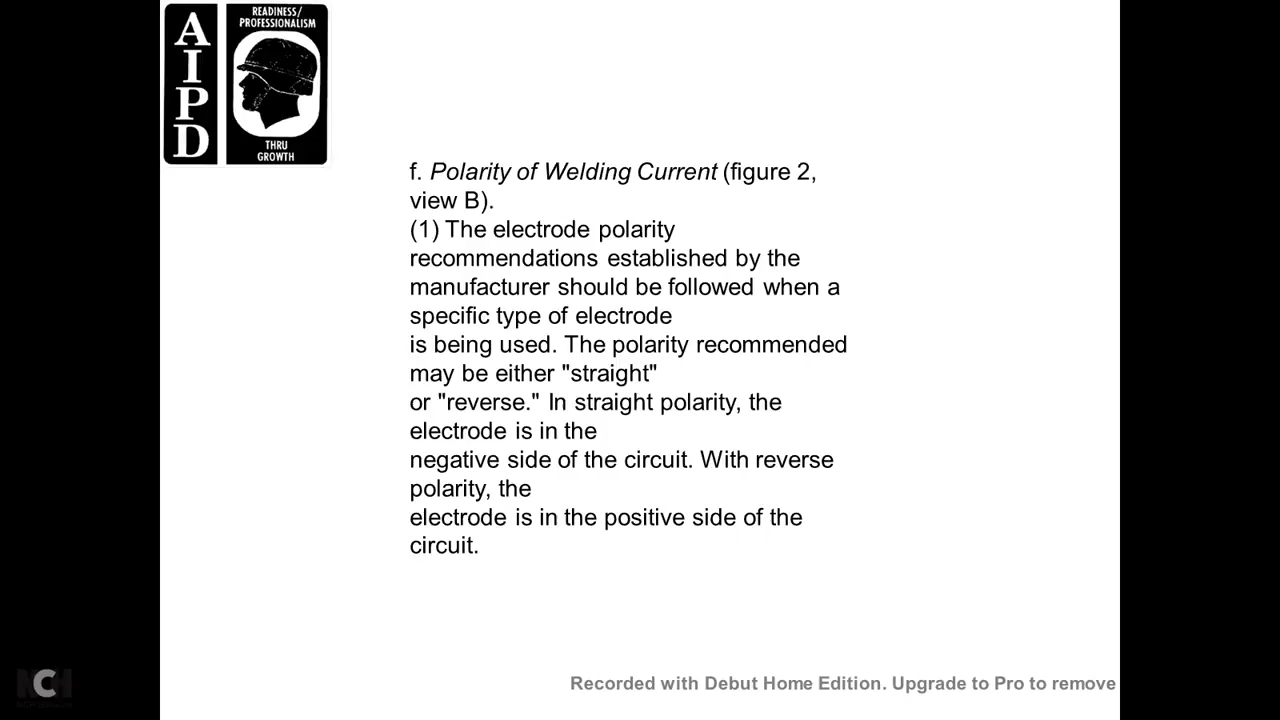 A
I
P
D
READINESS/
PROFESSIONALISM
THRU
GROWTH
f. Polarity of Welding Current (figure 2,
view B).
(1) The electrode polarity
recommendations established by the
manufacturer should be followed when a
specific type of electrode
is being used. The polarity recommended
may be either "straight"
or "reverse." In straight polarity, the
electrode is in the
negative side of the circuit. With reverse
polarity, the
electrode is in the positive side of the
circuit.
Recorded with Debut Home Edition. Upgrade to Pro to remove